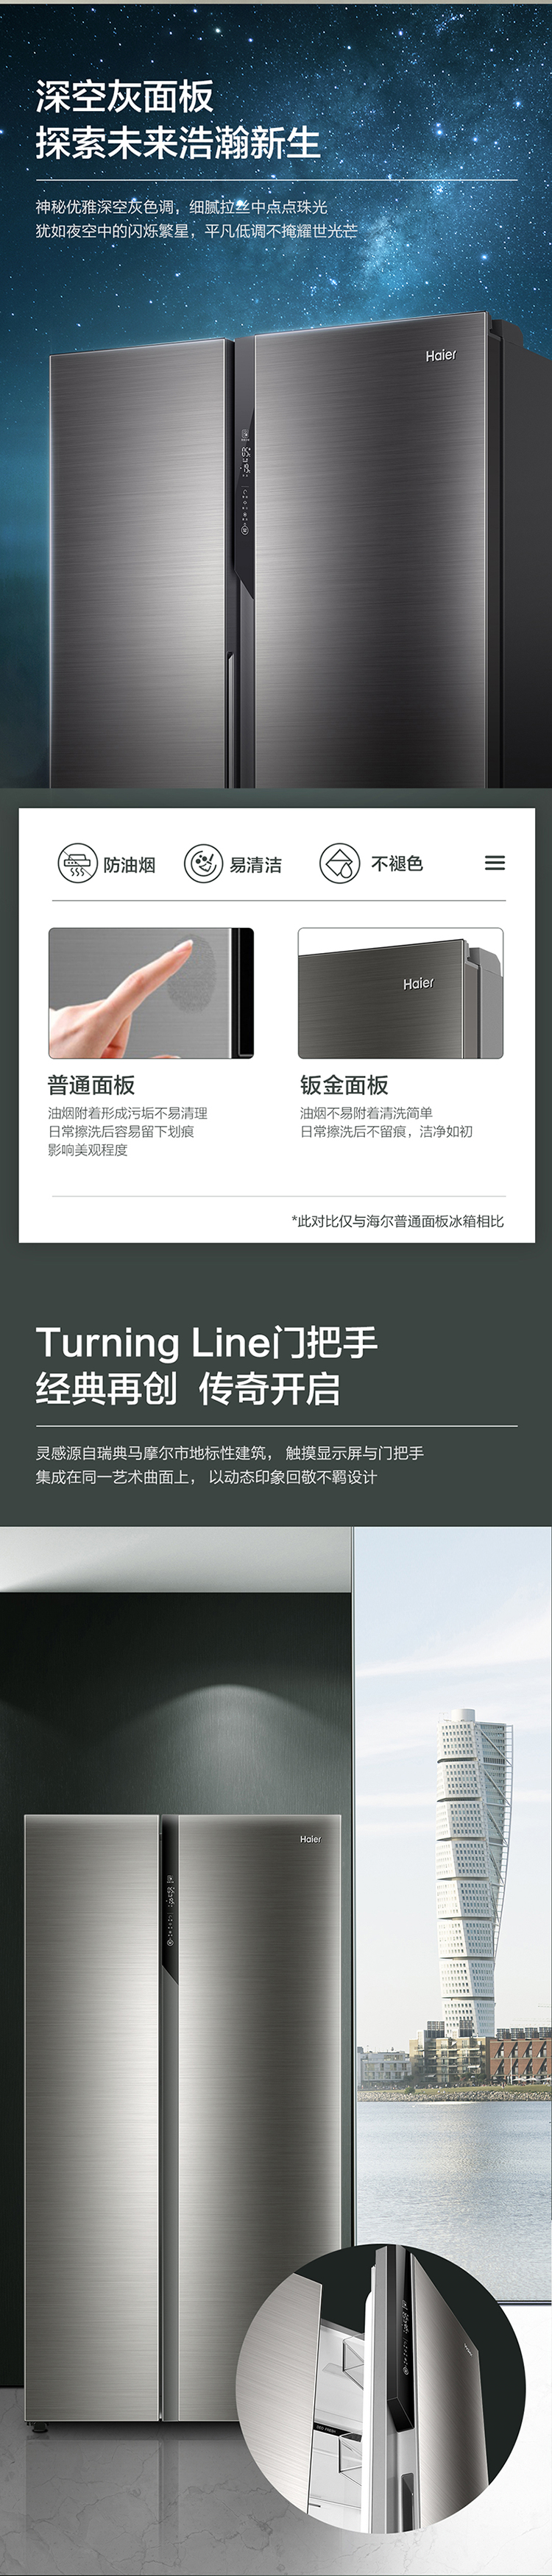 深空灰面板
探索未来浩瀚新生
神秘优雅深空灰色调，细腻拉丝中点点珠光
犹如夜空中的闪烁繁星，平凡低调不掩耀世光芒
Haier
防油烟
易清洁
不褪色
Haier
普通面板
油烟附着形成污垢不易清理
日常擦洗后容易留下划痕
影响美观程度
钣金面板
油烟不易附着清洗简单
日常擦洗后不留痕，洁净如初
*此对比仅与海尔普通面板冰箱相比
Turning Line门把手
经典再创 传奇开启
灵感源自瑞典马摩尔市地标性建筑， 触摸显示屏与门把手
集成在同一艺术曲面上， 以动态印象回敬不羁设计
Haier